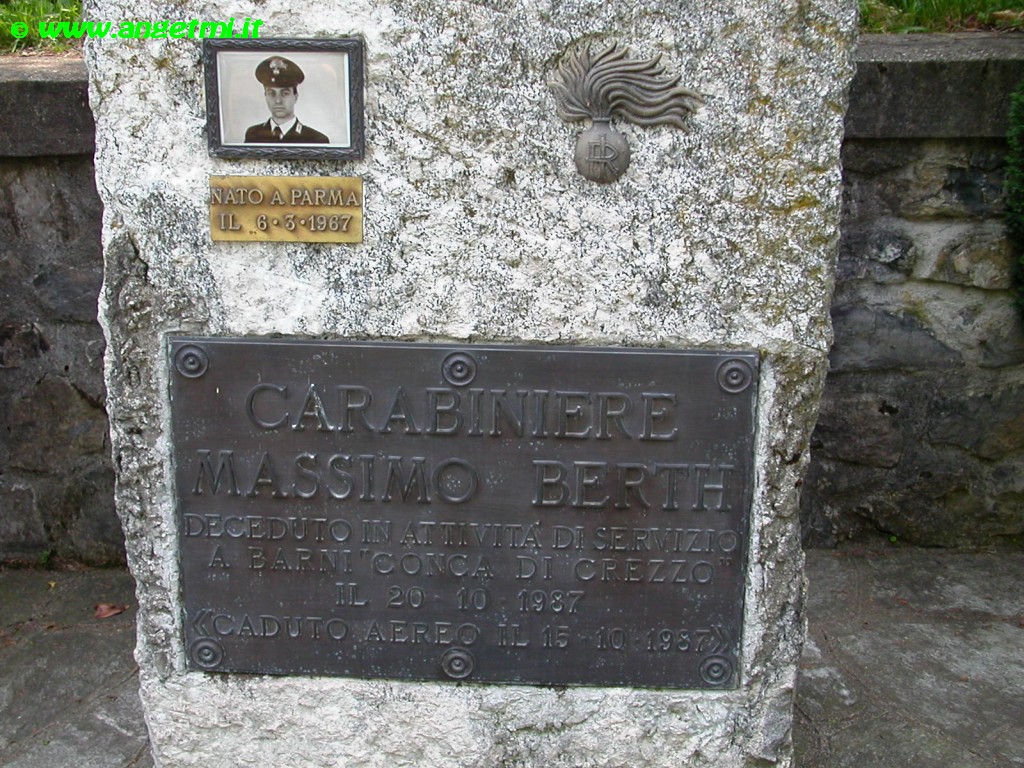 © www.angetmi.it
NATO A PARMA
IL 6·3·1967
RI
CARABINIERE
MASSIMO BERTH
DECEDUTO IN ATTIVITÀ DI SERVIZIO
A BARNI "CONCA DI CREZZO"
IL 20 10 1987
《CADUTO AEREO IL 15-10-1987》